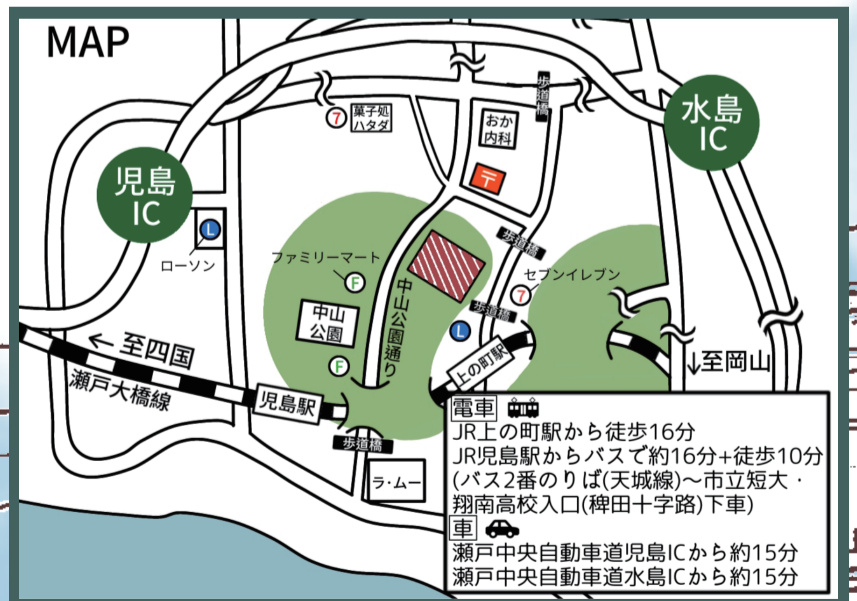 MAP
水島
IC
歩道橋
7
菓子処
ハタダ
おか
内科
〒
児島
IC
L
ローソン
ファミリーマート
F
中山公園通り
歩道橋
セブンイレブン
7
歩道橋
中山
公園
L
F
上の町駅
←至四国
↓至岡山
瀬戸大橋線
児島駅
歩道橋
ラ・ムー
電車
JR上の町駅から徒歩16分
JR児島駅からバスで約16分+徒歩10分
(バス2番のりば(天城線)～市立短大・
翔南高校入口(稗田十字路)下車)
車
瀬戸中央自動車道児島ICから約15分
瀬戸中央自動車道水島ICから約15分